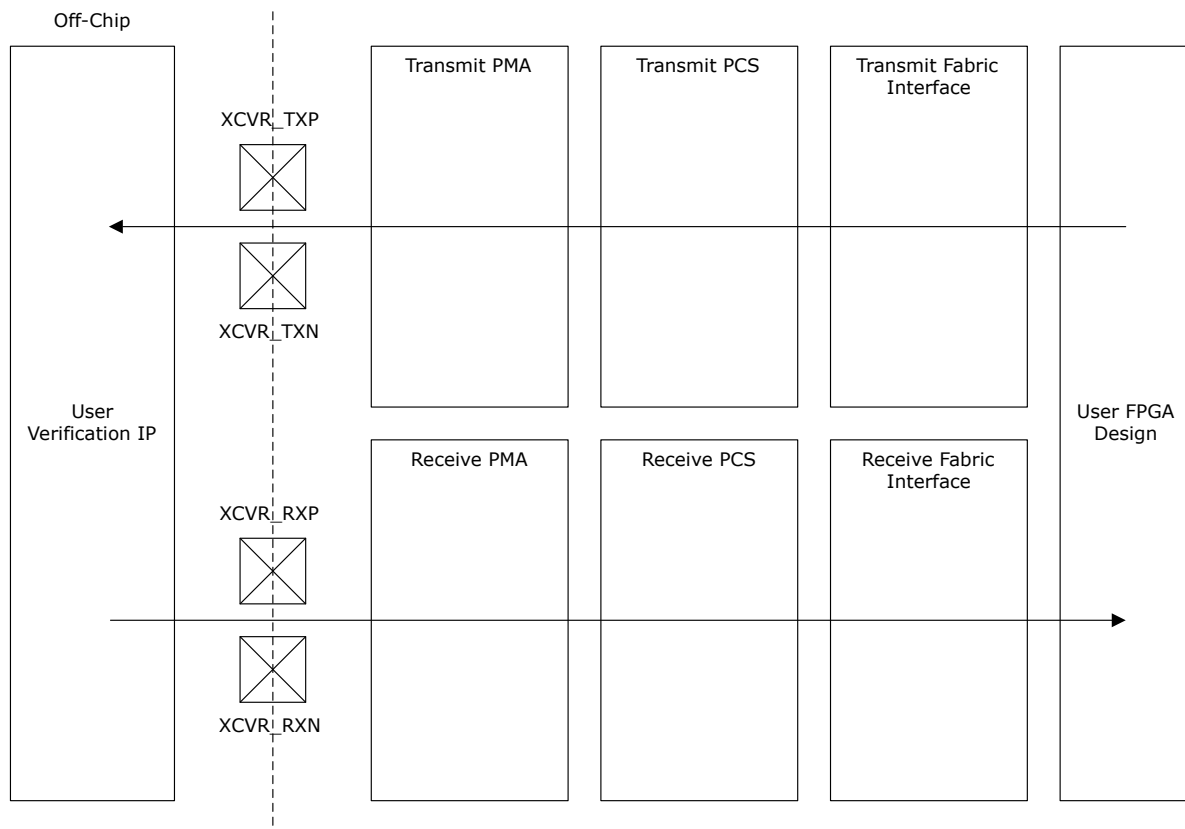 Off-Chip
Transmit PMA
Transmit PCS
Transmit Fabric
Interface
XCVR_TXP
XCVR_TXN
User
Verification IP
User FPGA
Design
Receive PMA
Receive PCS
Receive Fabric
Interface
XCVR_RXP
XCVR_RXN